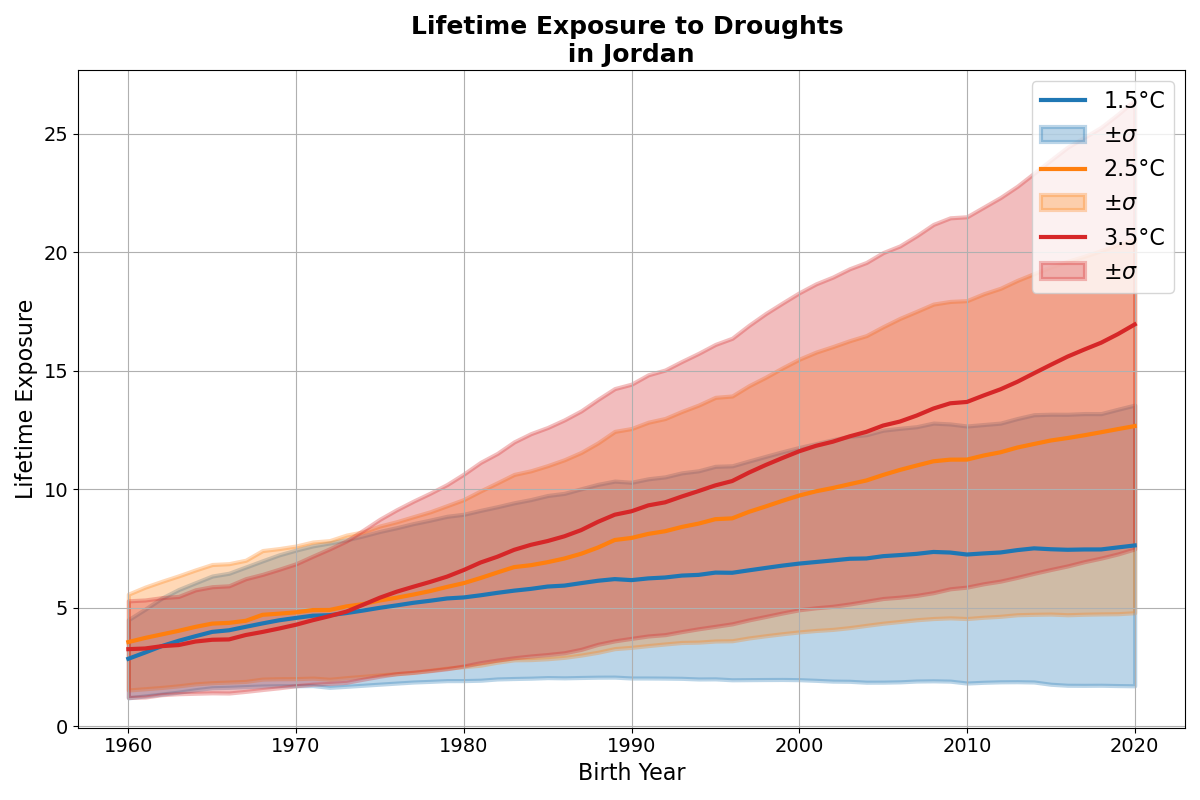 Lifetime Exposure to Droughts
in Jordan
Lifetime Exposure
25
20
15
10
5
0
1960
1970
1980
1990
2000
2010
2020
Birth Year
1.5°C
±σ
2.5°C
±σ
3.5°C
±σ